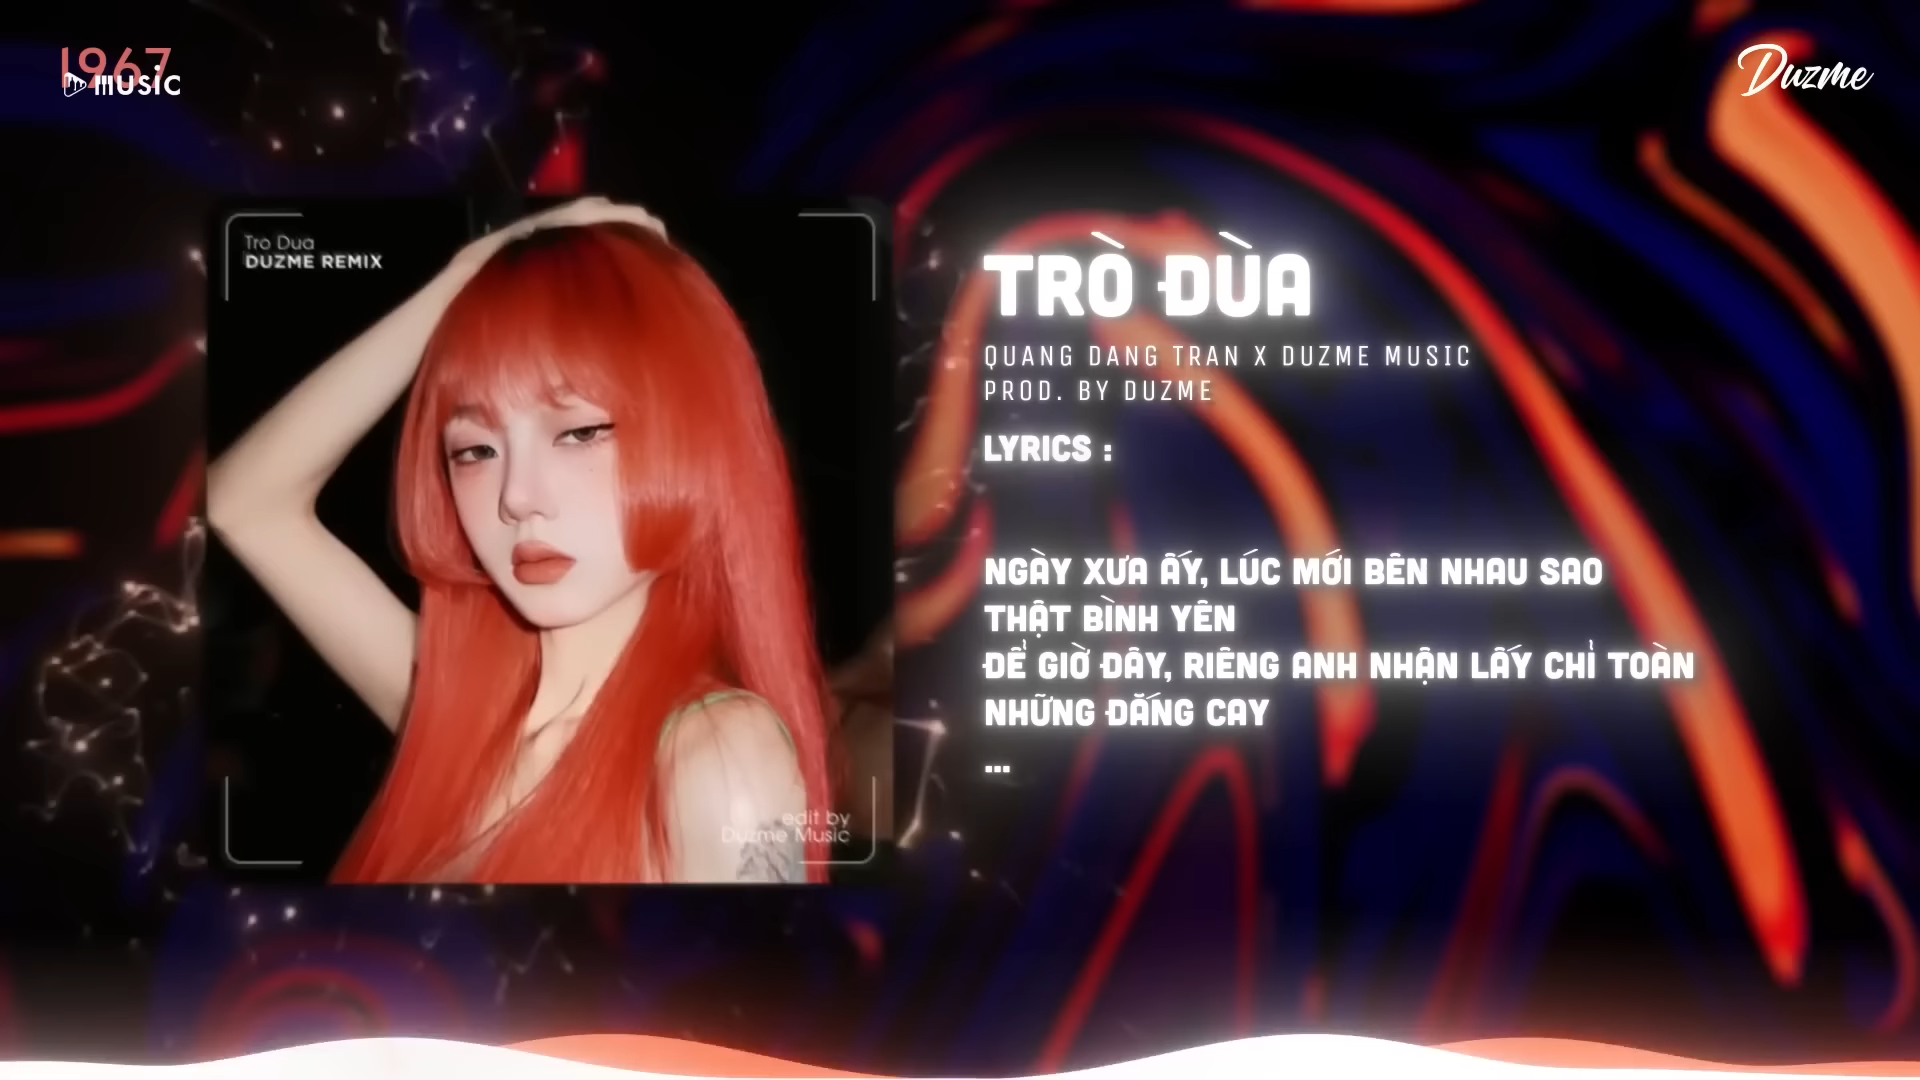 1967
music
Duzme
Tro Dua
DUZME REMIX
TRÒ ĐÙA
QUANG DANG TRAN X DUZME MUSIC
PROD. BY DUZME
LYRICS :
NGÀY XƯA ẤY, LÚC MỚI BÊN NHAU SAO
THẬT BÌNH YÊN
ĐỂ GIỜ ĐÂY, RIÊNG ANH NHẬN LẤY CHỈ TOÀN
NHỮNG ĐẮNG CAY
...
edit by
Duzme Music